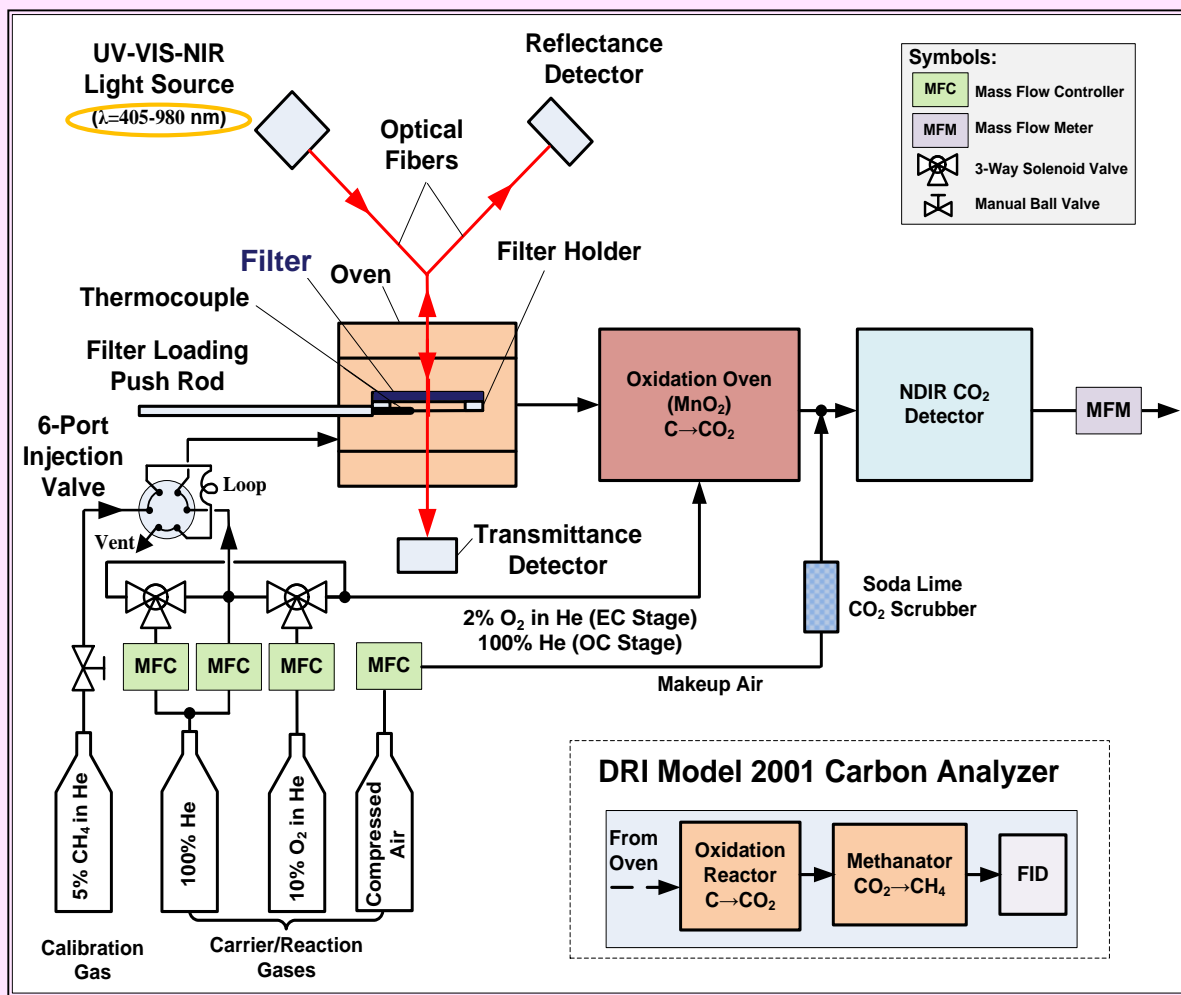 UV-VIS-NIR
Light Source
(λ=405-980 nm)
Reflectance
Detector
Optical
Fibers
Symbols:
MFC Mass Flow Controller
MFM Mass Flow Meter
3-Way Solenoid Valve
Manual Ball Valve
Filter
Oven
Filter Holder
Thermocouple
Filter Loading
Push Rod
6-Port
Injection
Valve
Loop
Vent
Oxidation Oven
(MnO₂)
C→CO₂
NDIR CO₂
Detector
MFM
Transmittance
Detector
Soda Lime
CO₂ Scrubber
2% O₂ in He (EC Stage)
100% He (OC Stage)
MFC
MFC
MFC
MFC
Makeup Air
5% CH₄ in He
100% He
10% O₂ in He
Compressed
Air
Calibration
Gas
Carrier/Reaction
Gases
DRI Model 2001 Carbon Analyzer
From
Oven
Oxidation
Reactor
C→CO₂
Methanator
CO₂→CH₄
FID